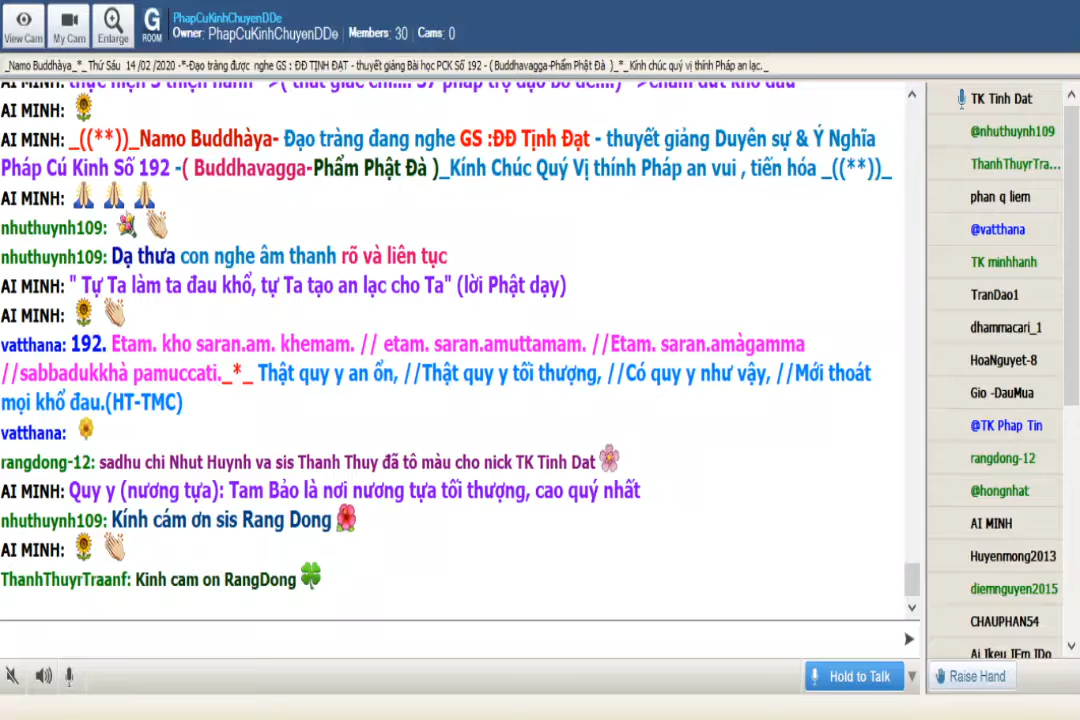 PhapCuKinhChuyenDDe
View Cam My Cam Enlarge G ROOM Owner: PhapCuKinhChuyenDDe Members: 30 Cams: 0
_Namo Buddhàya_*_ Thứ Sáu 14 /02 /2020 -*-Đạo tràng được nghe GS : ĐĐ TỊNH ĐẠT - thuyết giảng Bài học PCK Số 192 - ( Buddhavagga-Phẩm Phật Đà )_*_Kính chúc quý vị thính Pháp an lạc._
AI MINH:
AI MINH: _((**))_Namo Buddhàya- Đạo tràng đang nghe GS :ĐĐ Tịnh Đạt - thuyết giảng Duyên sự & Ý Nghĩa
Pháp Cú Kinh Số 192 -( Buddhavagga-Phẩm Phật Đà )_Kính Chúc Quý Vị thính Pháp an vui , tiến hóa _((**))_
AI MINH:
nhuthuynh109:
nhuthuynh109: Dạ thưa con nghe âm thanh rõ và liên tục
AI MINH: " Tự Ta làm ta đau khổ, tự Ta tạo an lạc cho Ta" (lời Phật dạy)
AI MINH:
vatthana: 192. Etam. kho saran.am. khemam. // etam. saran.amuttamam. //Etam. saran.amàgamma
//sabbadukkhà pamuccati._*_ Thật quy y an ổn, //Thật quy y tối thượng, //Có quy y như vậy, //Mới thoát
mọi khổ đau.(HT-TMC)
vatthana:
rangdong-12: sadhu chi Nhut Huynh va sis Thanh Thuy đã tô màu cho nick TK Tinh Dat
AI MINH: Quy y (nương tựa): Tam Bảo là nơi nương tựa tối thượng, cao quý nhất
nhuthuynh109: Kính cám ơn sis Rang Dong
AI MINH:
ThanhThuyrTraanf: Kinh cam on RangDong
TK Tinh Dat
@nhuthuynh109
ThanhThuyrTra...
phan q liem
@vatthana
TK minhhanh
TranDao1
dhammacari_1
HoaNguyet-8
Gio -DauMua
@TK Phap Tin
rangdong-12
@hongnhat
AI MINH
Huyenmong2013
diemnguyen2015
CHAUPHAN54
Ai Ikeu IEm IDo
Hold to Talk
Raise Hand